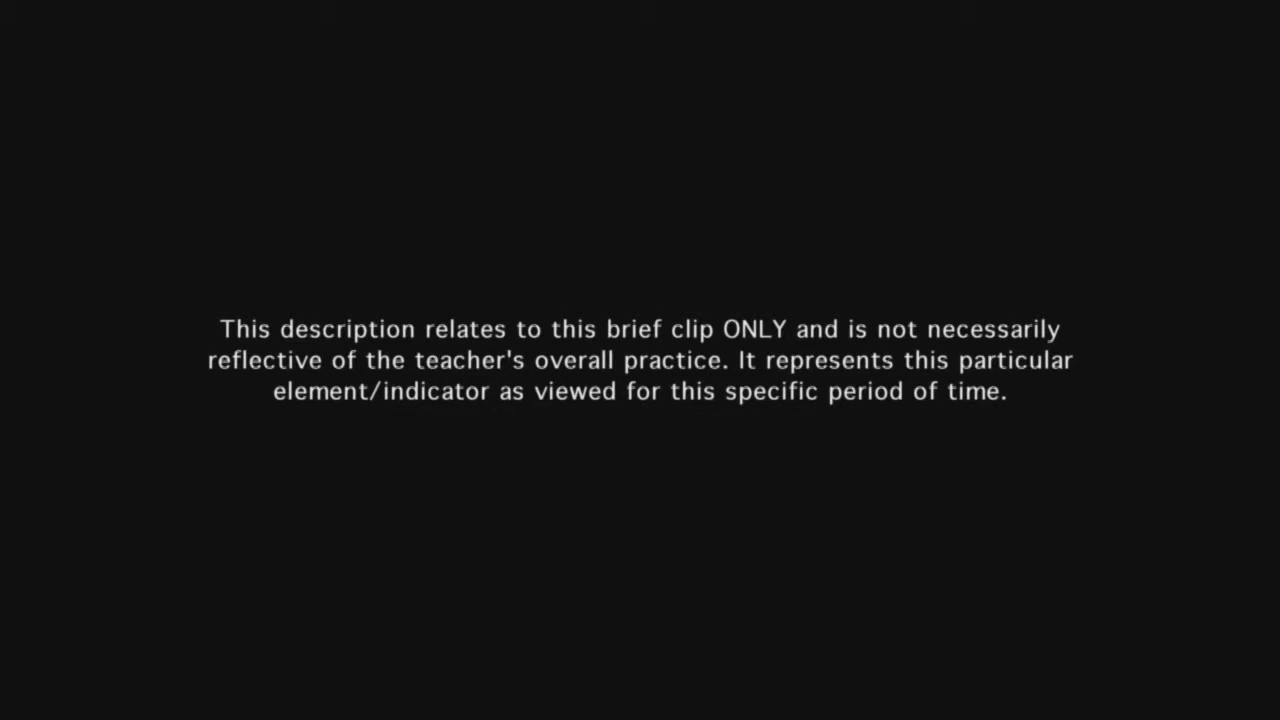 This description relates to this brief clip ONLY and is not necessarily
reflective of the teacher's overall practice. It represents this particular
element/indicator as viewed for this specific period of time.